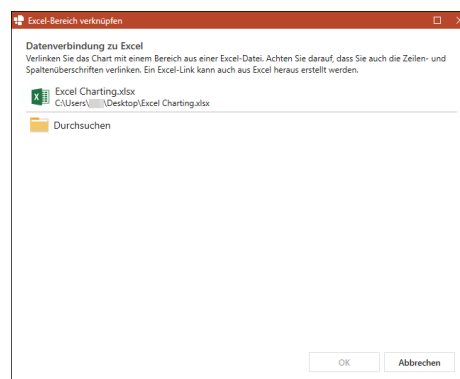 Excel-Bereich verknüpfen
Datenverbindung zu Excel
Verlinken Sie das Chart mit einem Bereich aus einer Excel-Datei. Achten Sie darauf, dass Sie auch die Zeilen- und
Spaltenüberschriften verlinken. Ein Excel-Link kann auch aus Excel heraus erstellt werden.
Excel Charting.xlsx
C:\Users\ \Desktop\Excel Charting.xlsx
Durchsuchen
OK Abbrechen